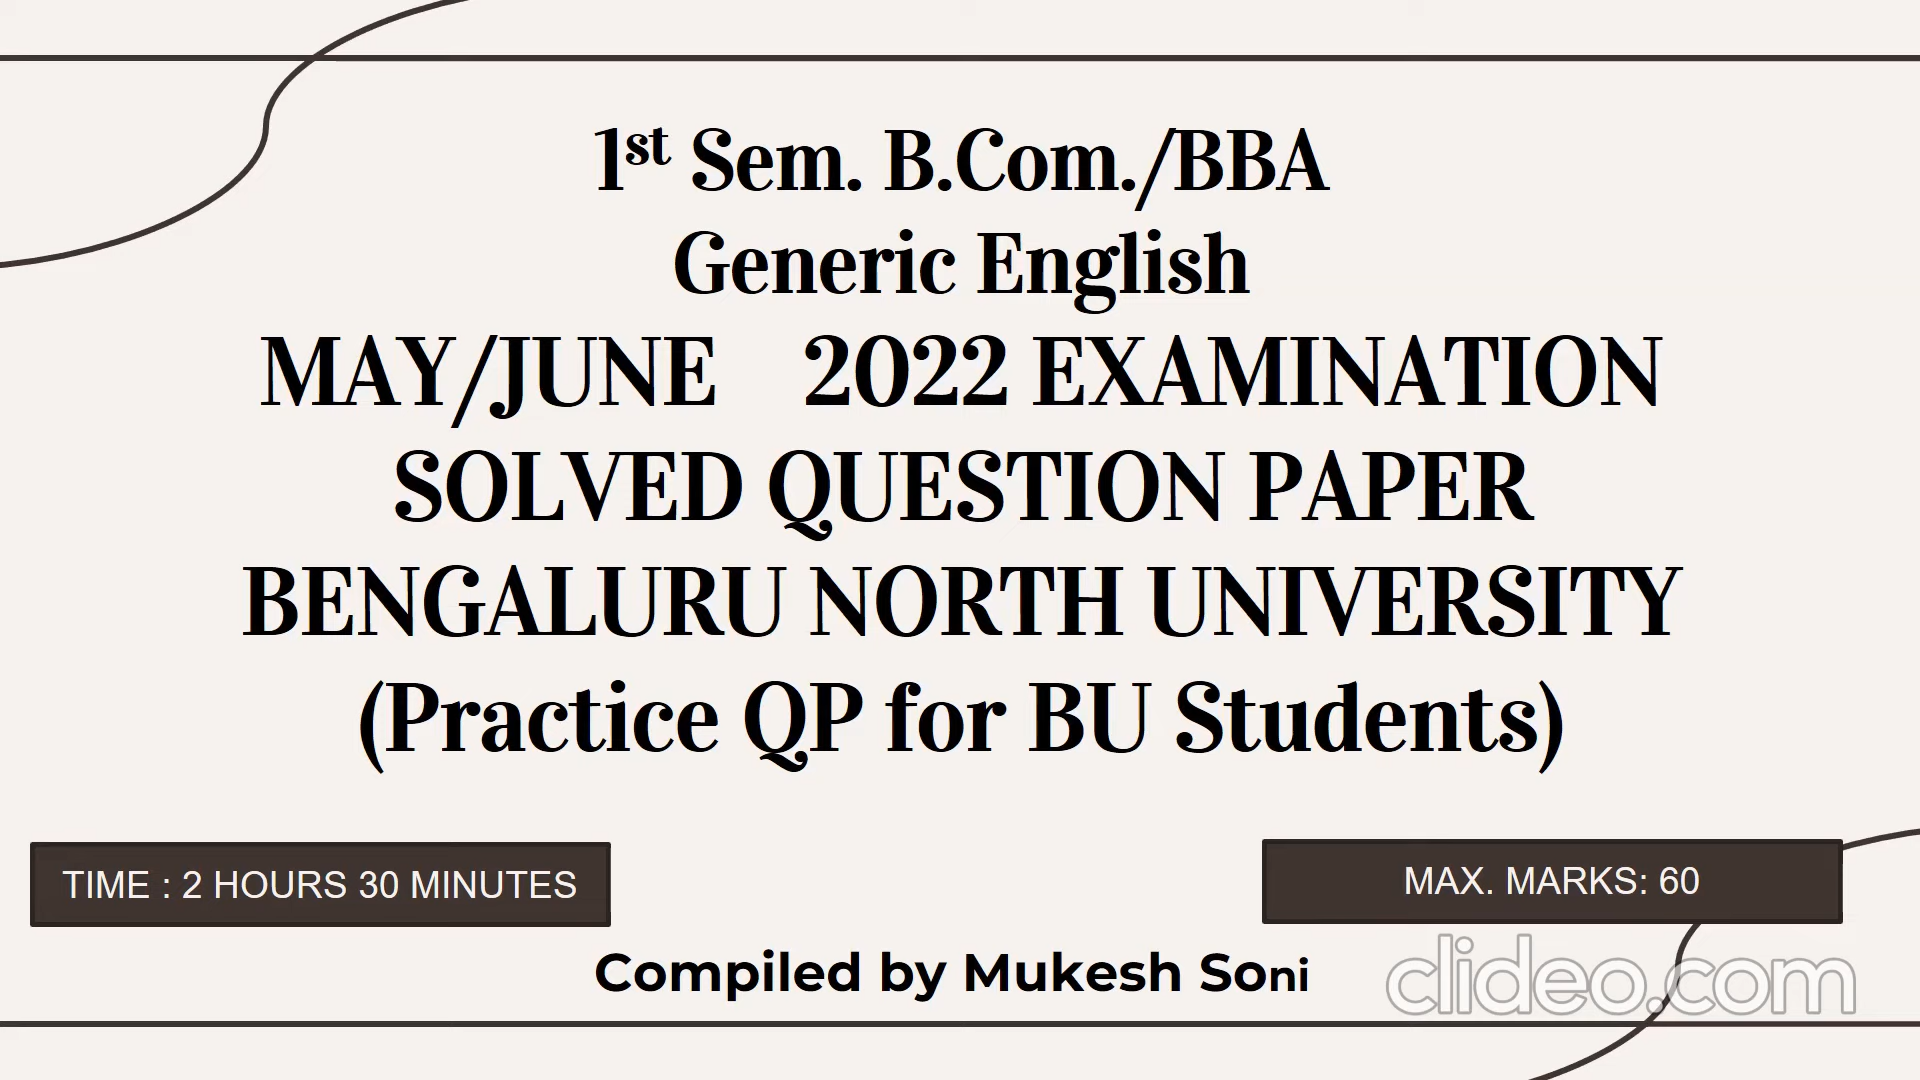 1st Sem. B.Com./BBA
Generic English
MAY/JUNE 2022 EXAMINATION
SOLVED QUESTION PAPER
BENGALURU NORTH UNIVERSITY
(Practice QP for BU Students)
TIME : 2 HOURS 30 MINUTES
MAX. MARKS: 60
Compiled by Mukesh Soni
clideo.com